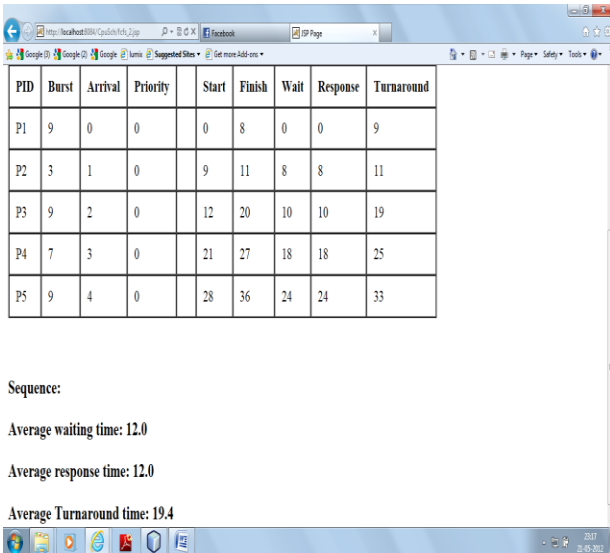 http://localhost:8084/CpuSch/fcfs_2.jsp
Facebook
JSP Page
Google (3) Google (2) Google iumix Suggested Sites Get more Add-ons
Page Safety Tools
PID Burst Arrival Priority Start Finish Wait Response Turnaround
P1 9 0 0 0 8 0 0 9
P2 3 1 0 9 11 8 8 11
P3 9 2 0 12 20 10 10 19
P4 7 3 0 21 27 18 18 25
P5 9 4 0 28 36 24 24 33
Sequence:
Average waiting time: 12.0
Average response time: 12.0
Average Turnaround time: 19.4
23:17
21-05-2012